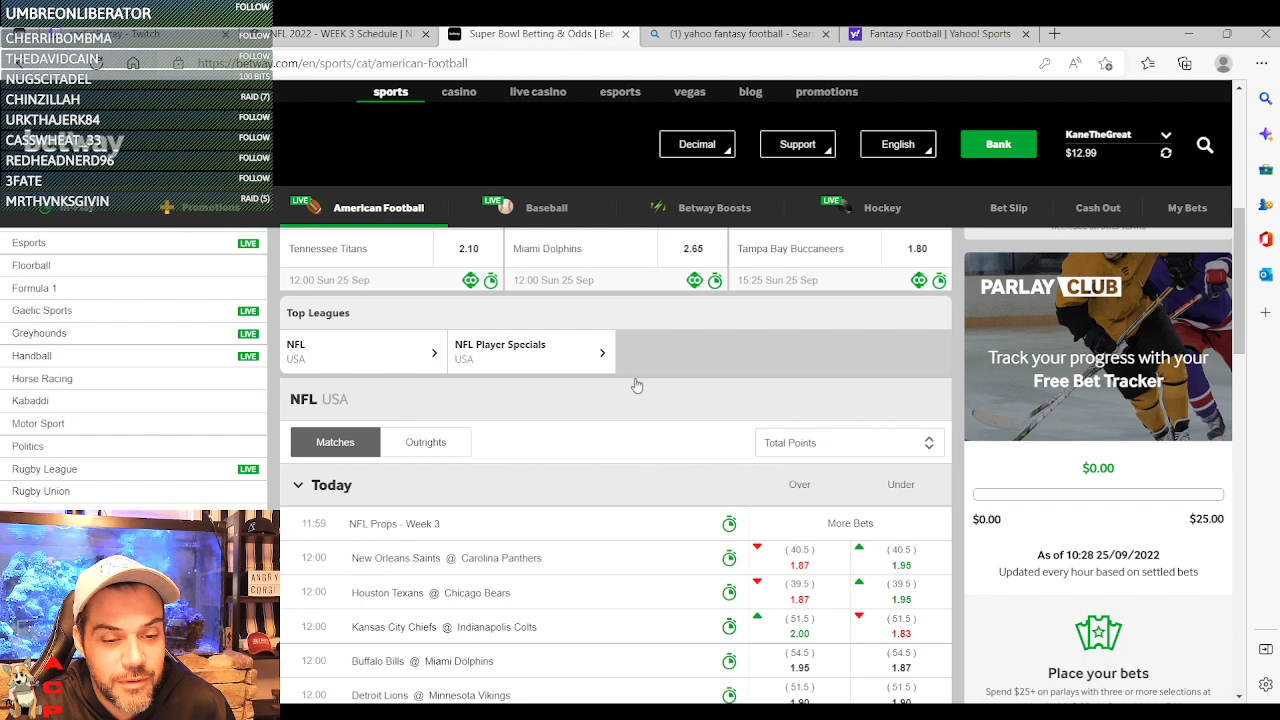 UMBREONLIBERATOR FOLLOW
CHERRIIBOMBMA FOLLOW
THEDAVIDCAIN FOLLOW
NUGSCITADEL 100 BITS
CHINZILLAH RAID (7)
URKTHAJERK84 FOLLOW
CASSWHEAT_33 FOLLOW
REDHEADNERD96 FOLLOW
3FATE FOLLOW
MRTHVNKSGIVIN RAID (5)
Twitch
NFL 2022 - WEEK 3 Schedule | N
Super Bowl Betting & Odds | Bet
(1) yahoo fantasy football - Sear
Fantasy Football | Yahoo! Sports
https://betway.com/en/sports/cat/american-football
sports casino live casino esports vegas blog promotions
betway
Decimal Support English Bank KaneTheGreat
$12.99
Promotions
LIVE American Football LIVE Baseball Betway Boosts LIVE Hockey Bet Slip Cash Out My Bets
Esports LIVE
Floorball
Formula 1
Gaelic Sports LIVE
Greyhounds LIVE
Handball LIVE
Horse Racing
Kabaddi
Motor Sport
Politics
Rugby League LIVE
Rugby Union
Tennessee Titans 2.10 Miami Dolphins 2.65 Tampa Bay Buccaneers 1.80
12:00 Sun 25 Sep CO 12:00 Sun 25 Sep CO 15:25 Sun 25 Sep CO
Top Leagues
NFL
USA
NFL Player Specials
USA
NFL USA
Matches Outrights Total Points
Today Over Under
11:59 NFL Props - Week 3 More Bets
12:00 New Orleans Saints @ Carolina Panthers (40.5) 1.87 (40.5) 1.95
12:00 Houston Texans @ Chicago Bears (39.5) 1.87 (39.5) 1.95
12:00 Kansas City Chiefs @ Indianapolis Colts (51.5) 2.00 (51.5) 1.83
12:00 Buffalo Bills @ Miami Dolphins (54.5) 1.95 (54.5) 1.87
12:00 Detroit Lions @ Minnesota Vikings (51.5) 1.90 (51.5) 1.90
PARLAY CLUB
Track your progress with your
Free Bet Tracker
$0.00
$0.00 $25.00
As of 10:28 25/09/2022
Updated every hour based on settled bets
Place your bets
Spend $25+ on parlays with three or more selections at
ANGRY
CORGI
A
C
P